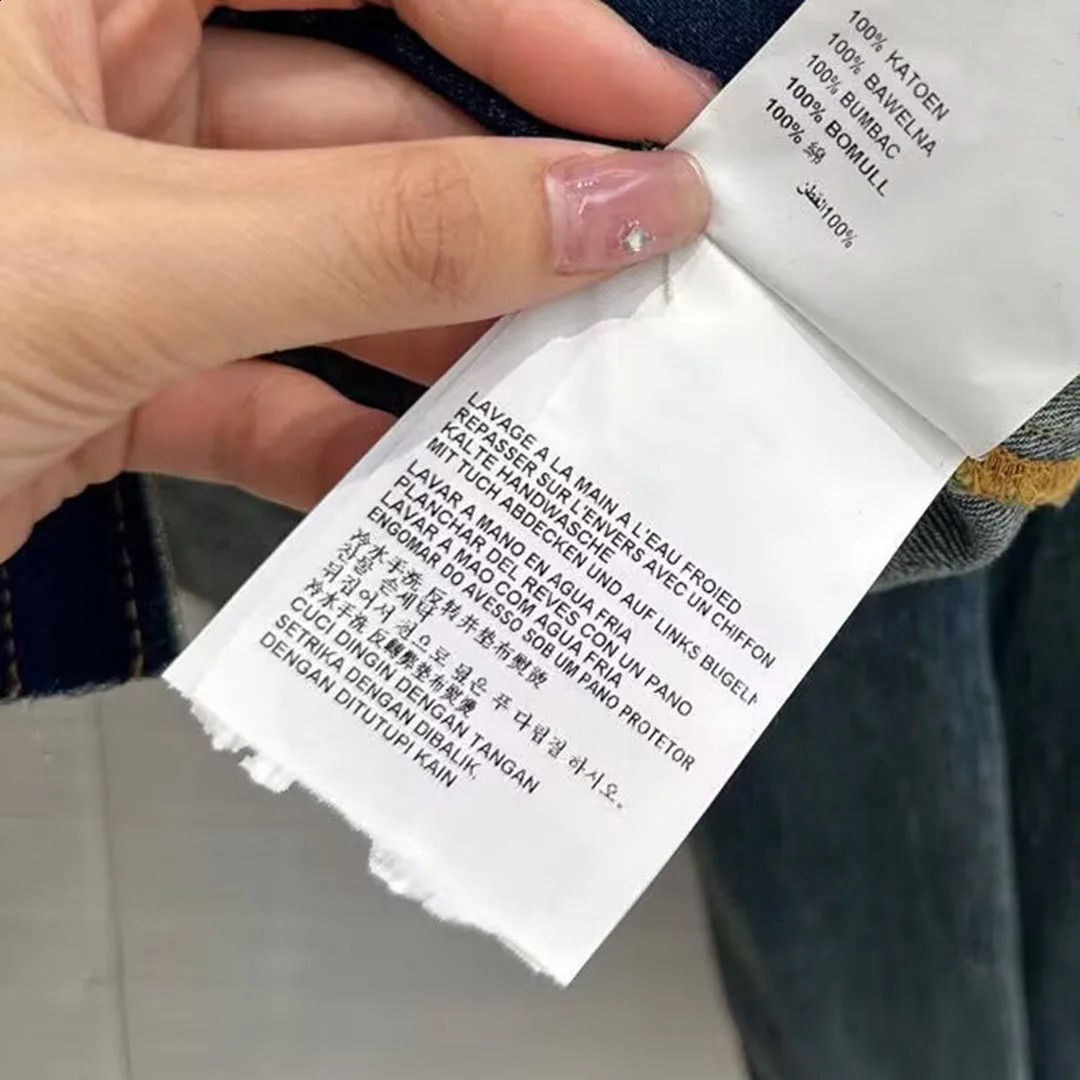 100% KATOEN
100% BAWELNA
100% BUMBAC
100% BOMULL
100% 綿
100%القطن
LAVAGE A LA MAIN A L'EAU FROIED
REPASSER SUR L'ENVERS AVEC UN CHIFFON
KALTE HANDWASCHE
MIT TUCH ABDECKEN UND AUF LINKS BUGELN
LAVAR A MANO EN AGUA FRIA
PLANCHAR DEL REVES CON UN PANO
LAVAR A MAO COM AGUA FRIA
ENGOMAR DO AVESSO SOB UM PANO PROTETOR
冷水手洗 反转并垫布熨烫
찬물 손세탁
뒤집어서 천으로 덮은 다림질 하시오.
冷水手洗 反翻摩墊布熨燙
CUCI DINGIN DENGAN TANGAN
SETRIKA DENGAN DIBALIK,
DENGAN DITUTUPI KAIN